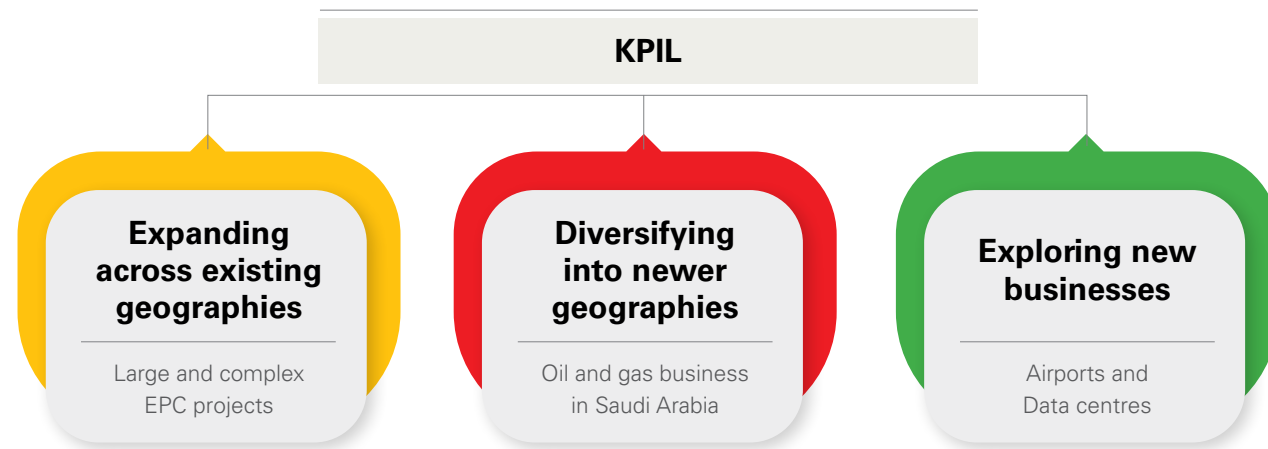 KPIL
Expanding
across existing
geographies
Large and complex
EPC projects
Diversifying
into newer
geographies
Oil and gas business
in Saudi Arabia
Exploring new
businesses
Airports and
Data centres